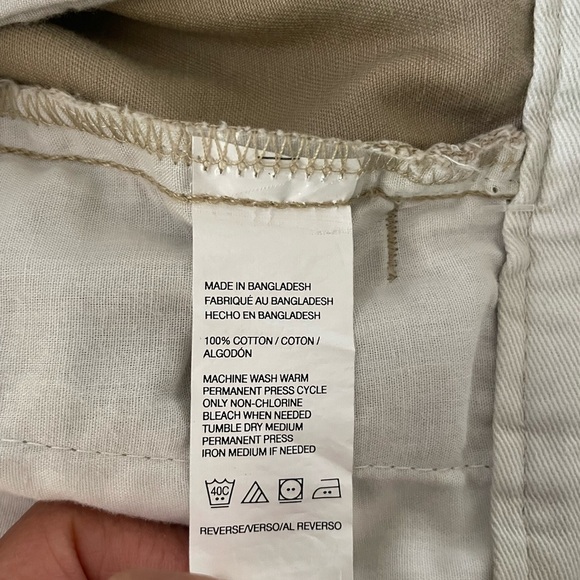 MADE IN BANGLADESH
FABRIQUÉ AU BANGLADESH
HECHO EN BANGLADESH
100% COTTON / COTON /
ALGODÓN
MACHINE WASH WARM
PERMANENT PRESS CYCLE
ONLY NON-CHLORINE
BLEACH WHEN NEEDED
TUMBLE DRY MEDIUM
PERMANENT PRESS
IRON MEDIUM IF NEEDED
40C
REVERSE/VERSO/AL REVERSO